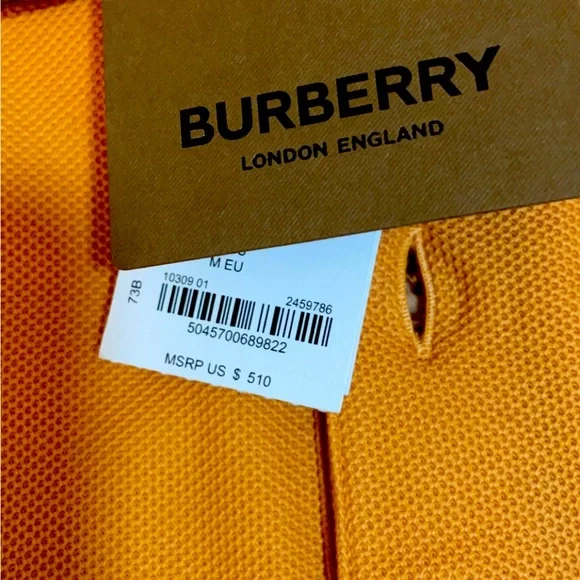 BURBERRY
LONDON ENGLAND
M EU
73B
10309 01
2459786
5045700689822
MSRP US $ 510